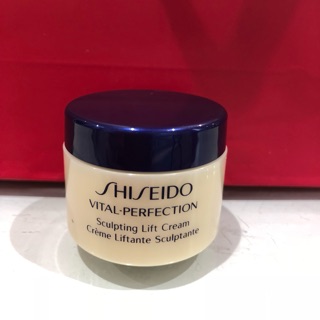 SHISEIDO
VITAL-PERFECTION
Sculpting Lift Cream
Crème Liftante Sculptante